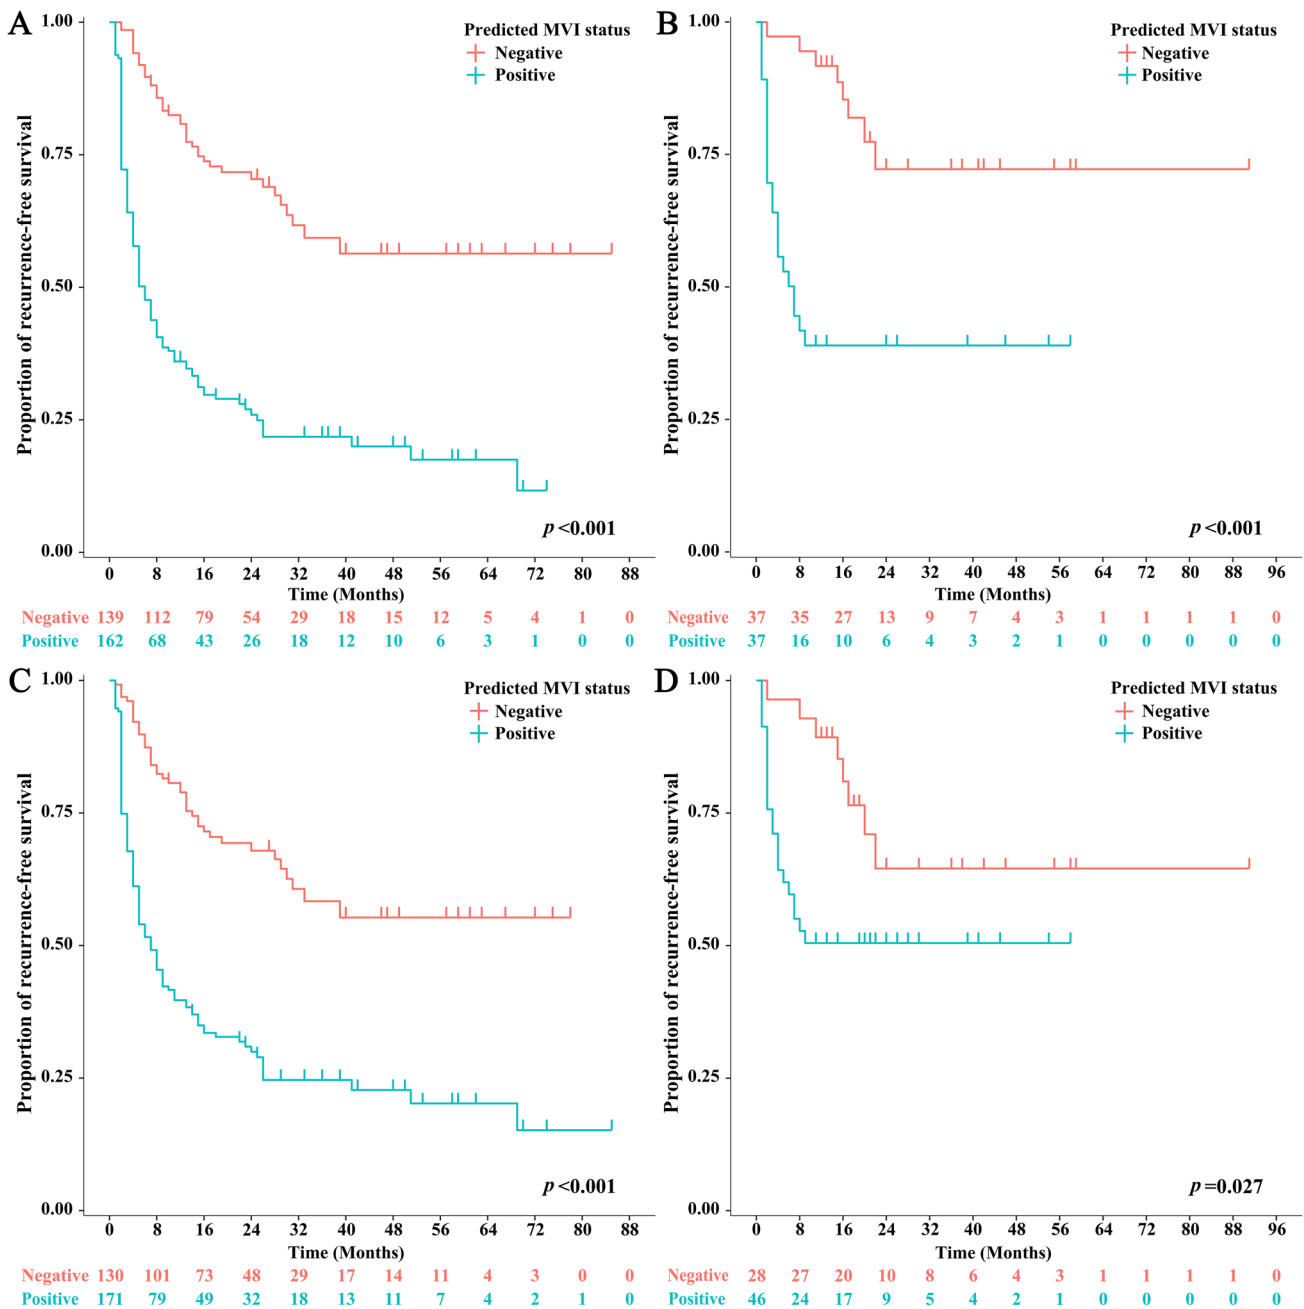 A
Proportion of recurrence-free survival
1.00
0.75
0.50
0.25
0.00
Predicted MVI status
Negative
Positive
p <0.001
0 8 16 24 32 40 48 56 64 72 80 88
Time (Months)
Negative 139 112 79 54 29 18 15 12 5 4 1 0
Positive 162 68 43 26 18 12 10 6 3 1 0 0
B
Proportion of recurrence-free survival
1.00
0.75
0.50
0.25
0.00
Predicted MVI status
Negative
Positive
p <0.001
0 8 16 24 32 40 48 56 64 72 80 88 96
Time (Months)
Negative 37 35 27 13 9 7 4 3 1 1 1 1 0
Positive 37 16 10 6 4 3 2 1 0 0 0 0 0
C
Proportion of recurrence-free survival
1.00
0.75
0.50
0.25
0.00
Predicted MVI status
Negative
Positive
p <0.001
0 8 16 24 32 40 48 56 64 72 80 88
Time (Months)
Negative 130 101 73 48 29 17 14 11 4 3 0 0
Positive 171 79 49 32 18 13 11 7 4 2 1 0
D
Proportion of recurrence-free survival
1.00
0.75
0.50
0.25
0.00
Predicted MVI status
Negative
Positive
p =0.027
0 8 16 24 32 40 48 56 64 72 80 88 96
Time (Months)
Negative 28 27 20 10 8 6 4 3 1 1 1 1 0
Positive 46 24 17 9 5 4 2 1 0 0 0 0 0